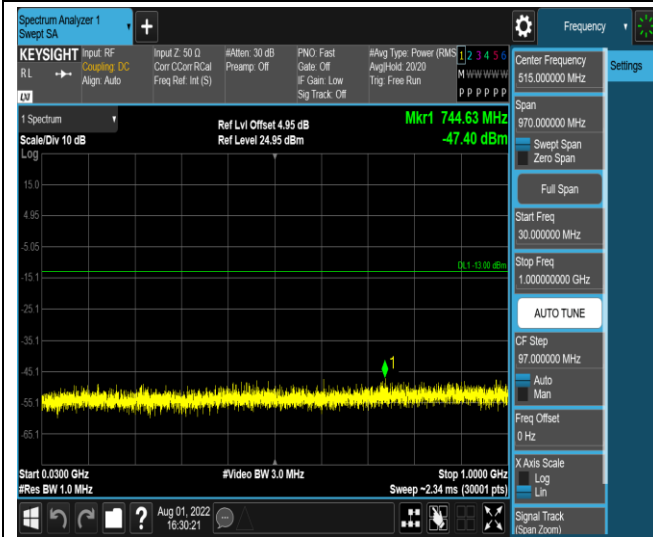 Spectrum Analyzer 1
Swept SA
Frequency
KEYSIGHT
RL
LXI
Input: RF
Coupling: DC
Align: Auto
Input Z: 50 Ω
Corr CCorr RCal
Freq Ref: Int (S)
#Atten: 30 dB
Preamp: Off
PNO: Fast
Gate: Off
IF Gain: Low
Sig Track: Off
#Avg Type: Power (RMS
Avg|Hold: 20/20
Trig: Free Run
1 2 3 4 5 6
M W W W W W
P P P P P P
1 Spectrum
Scale/Div 10 dB
Log
Ref Lvl Offset 4.95 dB
Ref Level 24.95 dBm
Mkr1 744.63 MHz
-47.40 dBm
15.0
4.95
-5.05
-15.1
-25.1
-35.1
-45.1
-55.1
-65.1
DL1 -13.00 dBm
1
Start 0.0300 GHz
#Res BW 1.0 MHz
#Video BW 3.0 MHz
Stop 1.0000 GHz
Sweep ~2.34 ms (30001 pts)
Aug 01, 2022
16:30:21
Center Frequency
515.000000 MHz
Span
970.000000 MHz
Swept Span
Zero Span
Full Span
Start Freq
30.000000 MHz
Stop Freq
1.000000000 GHz
AUTO TUNE
CF Step
97.000000 MHz
Auto
Man
Freq Offset
0 Hz
X Axis Scale
Log
Lin
Signal Track
(Span Zoom)
Settings